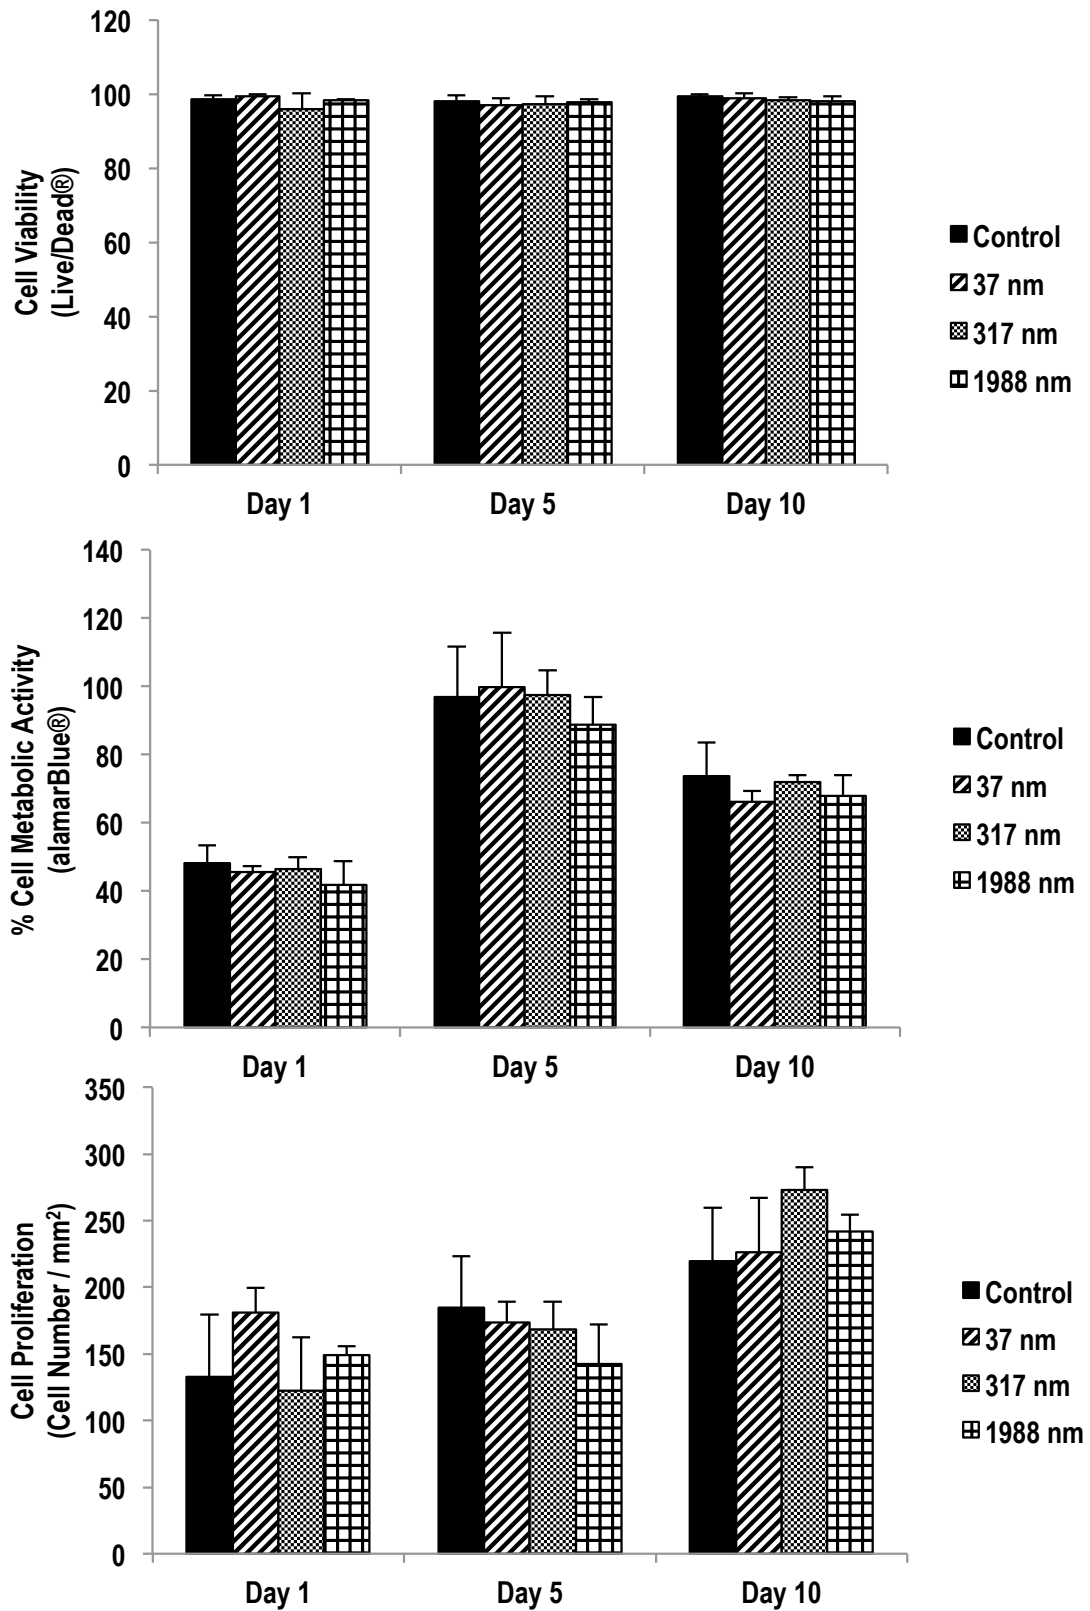 120
100
80
60
40
20
0
Cell Viability
(Live/Dead®)
Day 1
Day 5
Day 10
Control
37 nm
317 nm
1988 nm
140
120
100
80
60
40
20
0
% Cell Metabolic Activity
(alamarBlue®)
Day 1
Day 5
Day 10
Control
37 nm
317 nm
1988 nm
350
300
250
200
150
100
50
0
Cell Proliferation
(Cell Number / mm²)
Day 1
Day 5
Day 10
Control
37 nm
317 nm
1988 nm